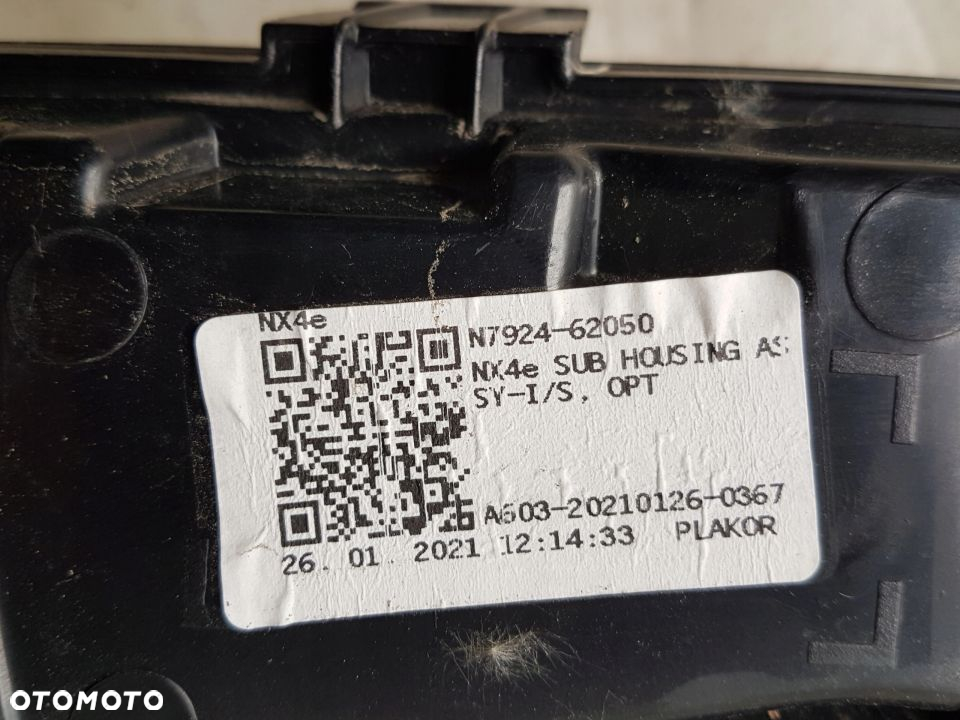 NX4e
N7924-62050
NX4e SUB HOUSING AS
SY-I/S, OPT
A603-20210126-0367
26. 01. 2021 12:14:33 PLAKOR
OTOMOTO